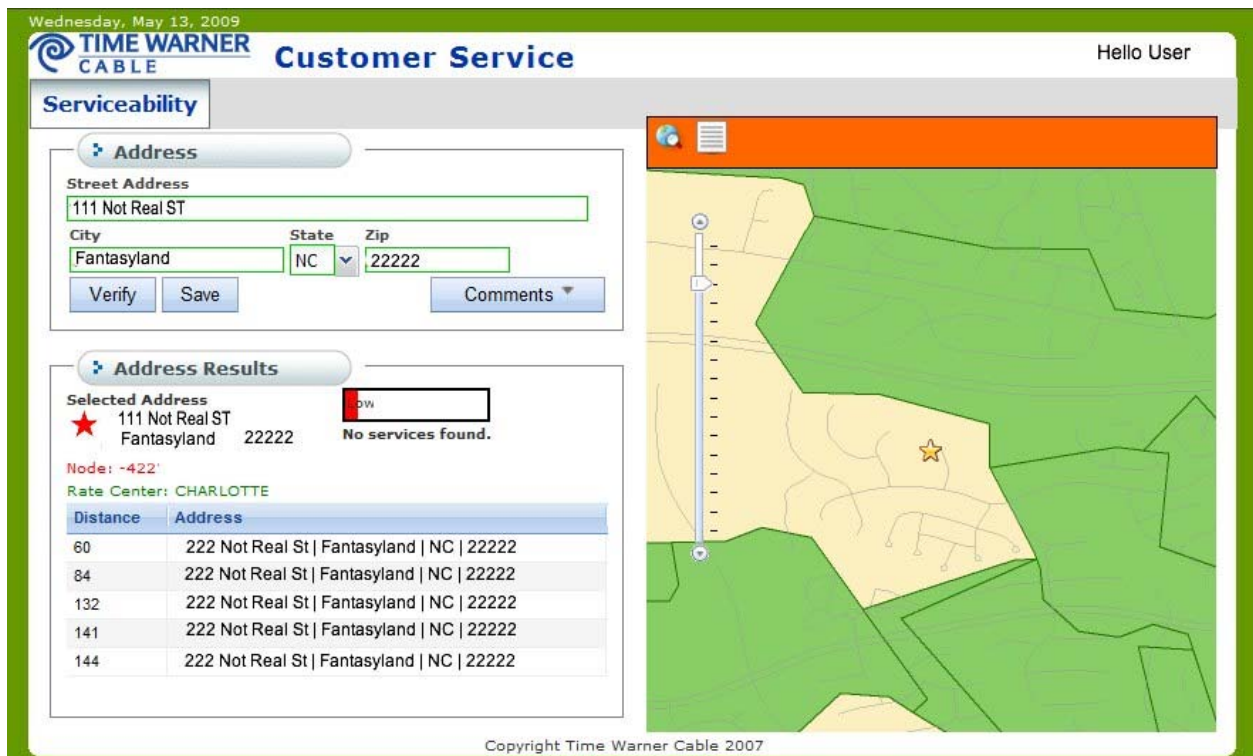 Wednesday, May 13, 2009
TIME WARNER
CABLE
Customer Service
Hello User
Serviceability
Address
Street Address
111 Not Real ST
City State Zip
Fantasyland NC 22222
Verify Save Comments
Address Results
Selected Address
111 Not Real ST
Fantasyland 22222
Low
No services found.
Node: -422'
Rate Center: CHARLOTTE
Distance Address
60 222 Not Real St | Fantasyland | NC | 22222
84 222 Not Real St | Fantasyland | NC | 22222
132 222 Not Real St | Fantasyland | NC | 22222
141 222 Not Real St | Fantasyland | NC | 22222
144 222 Not Real St | Fantasyland | NC | 22222
Copyright Time Warner Cable 2007